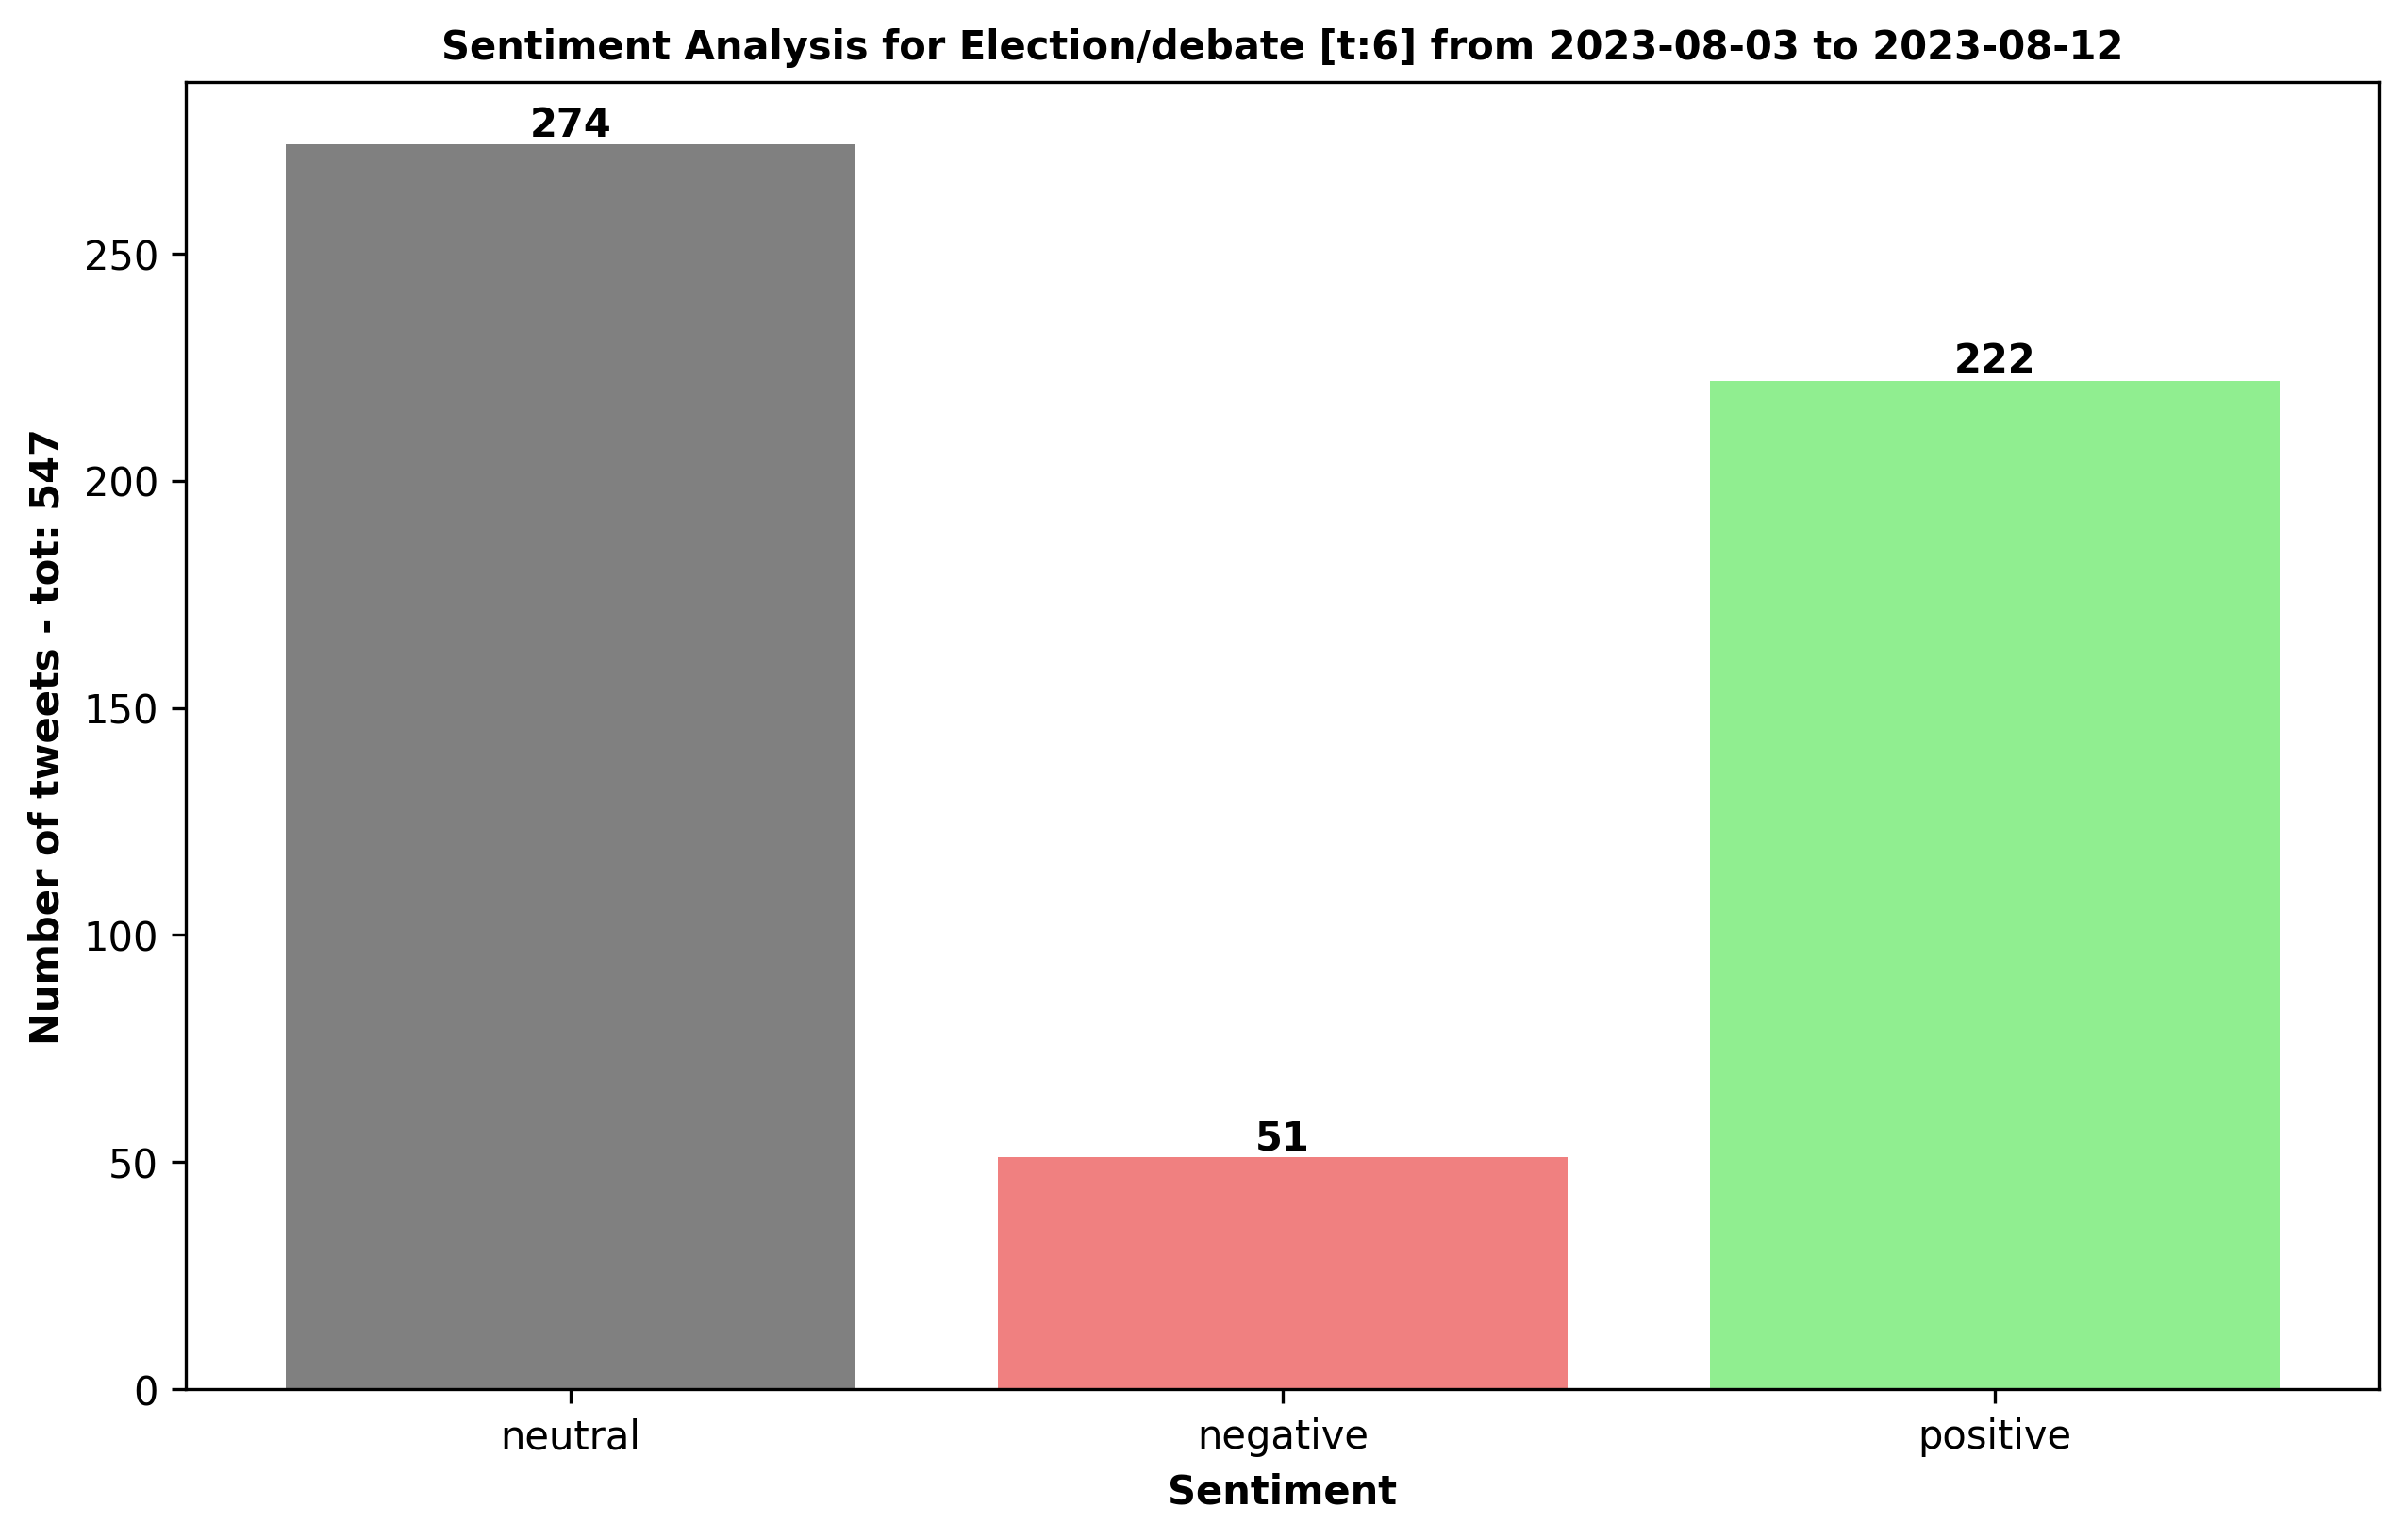 Sentiment Analysis for Election/debate [t:6] from 2023-08-03 to 2023-08-12
274
222
51
250
200
150
100
50
0
Number of tweets - tot: 547
neutral
negative
positive
Sentiment